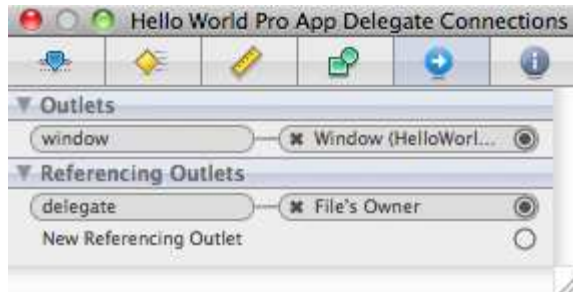 Hello World Pro App Delegate Connections
Outlets
window Window (HelloWorl...
Referencing Outlets
delegate File's Owner
New Referencing Outlet